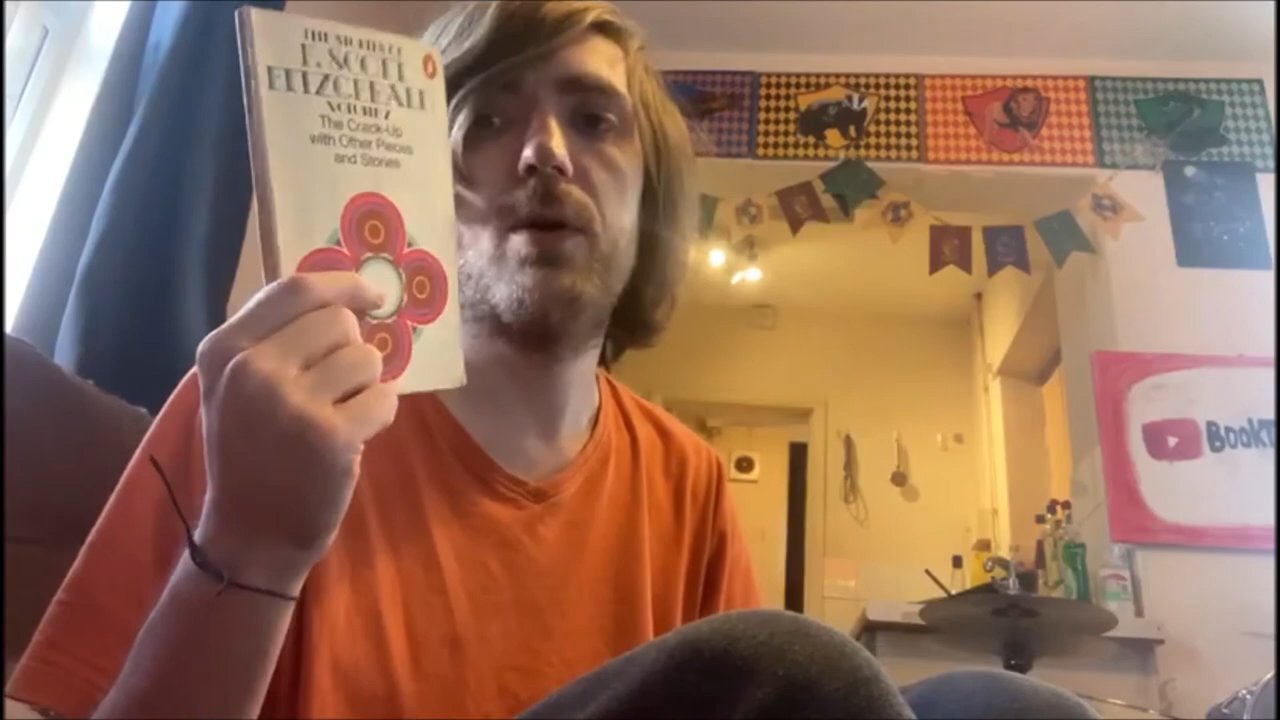 THE STORIES OF
F. SCOTT
FITZGERALD
VOLUME 2
The Crack-Up
with Other Pieces
and Stories
BOOKT